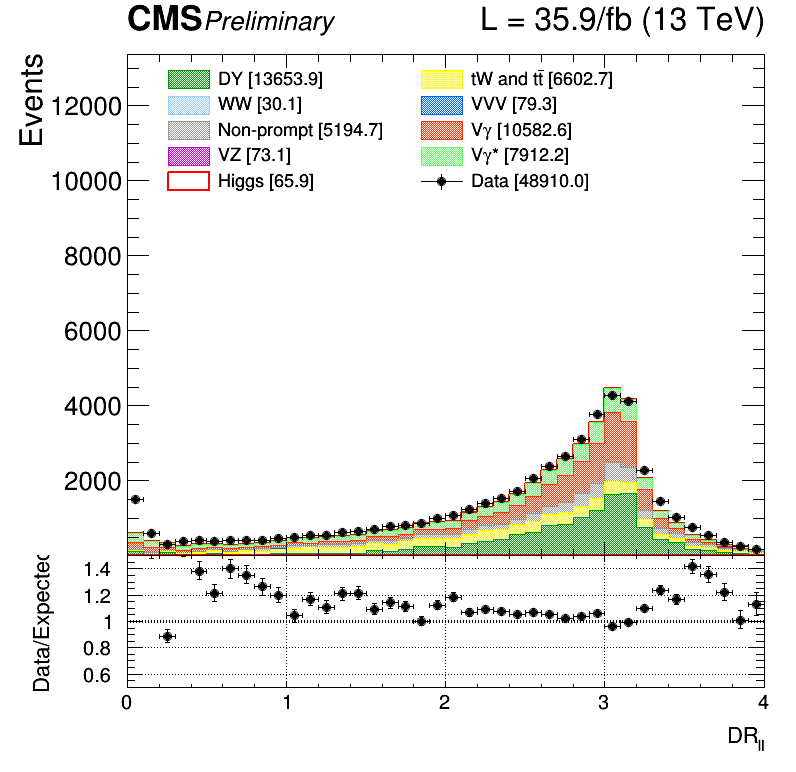 CMS Preliminary L = 35.9/fb (13 TeV)
Events
12000
10000
8000
6000
4000
2000
DY [13653.9]
WW [30.1]
Non-prompt [5194.7]
VZ [73.1]
Higgs [65.9]
tW and tt̄ [6602.7]
VVV [79.3]
Vγ [10582.6]
Vγ* [7912.2]
Data [48910.0]
Data/Expected
1.4
1.2
1
0.8
0.6
0 1 2 3 4
DRll